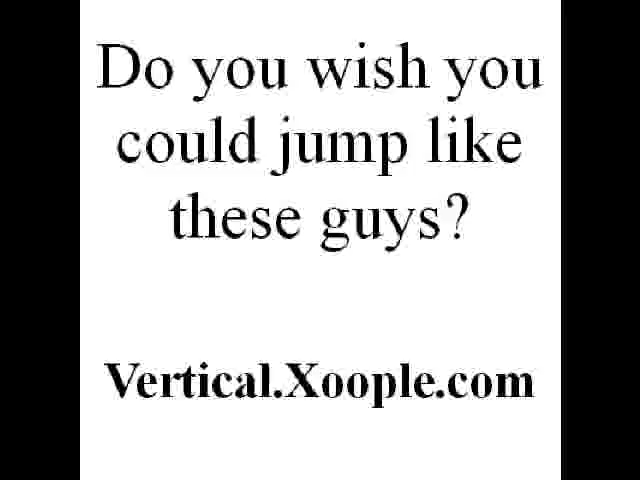 Do you wish you
could jump like
these guys?
Vertical.Xoople.com